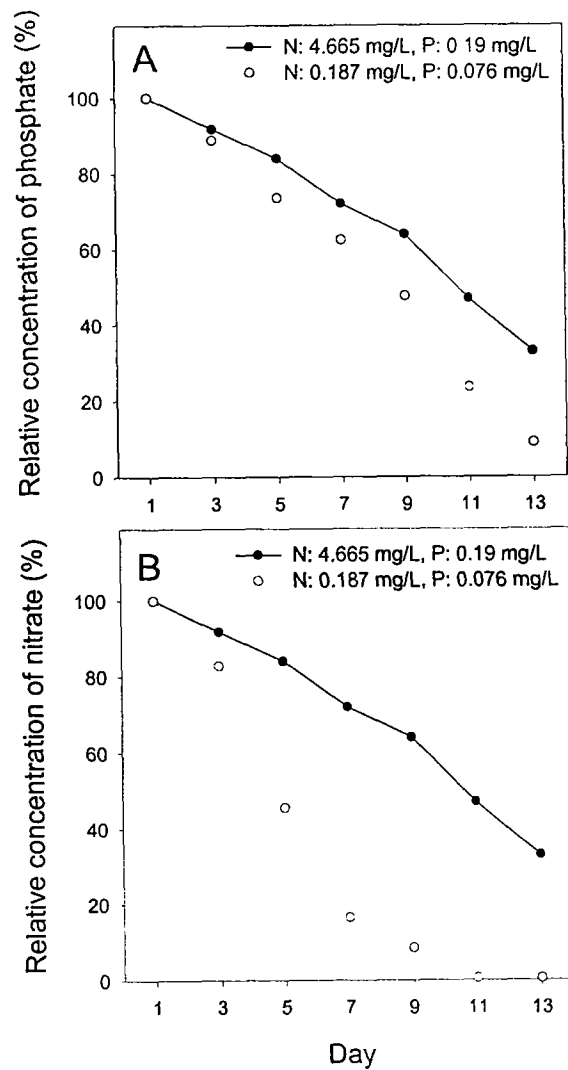 Relative concentration of phosphate (%)
A
N: 4.665 mg/L, P: 0 19 mg/L
N: 0.187 mg/L, P: 0.076 mg/L
100
80
60
40
20
0
1 3 5 7 9 11 13
Relative concentration of nitrate (%)
B
N: 4.665 mg/L, P: 0.19 mg/L
N: 0.187 mg/L, P: 0.076 mg/L
100
80
60
40
20
0
1 3 5 7 9 11 13
Day